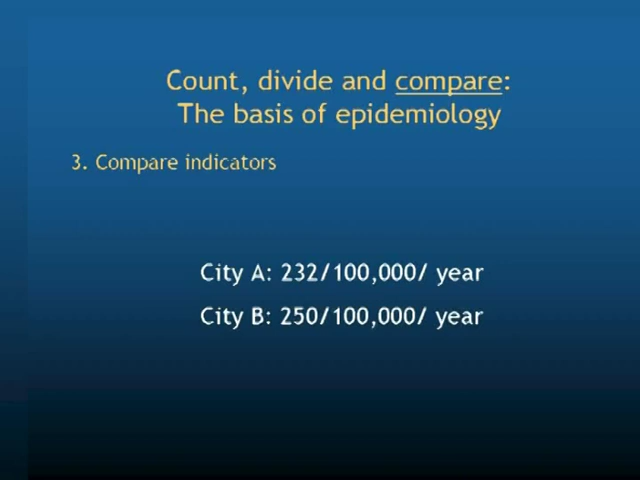 Count, divide and compare:
The basis of epidemiology
3. Compare indicators
City A: 232/100,000/ year
City B: 250/100,000/ year